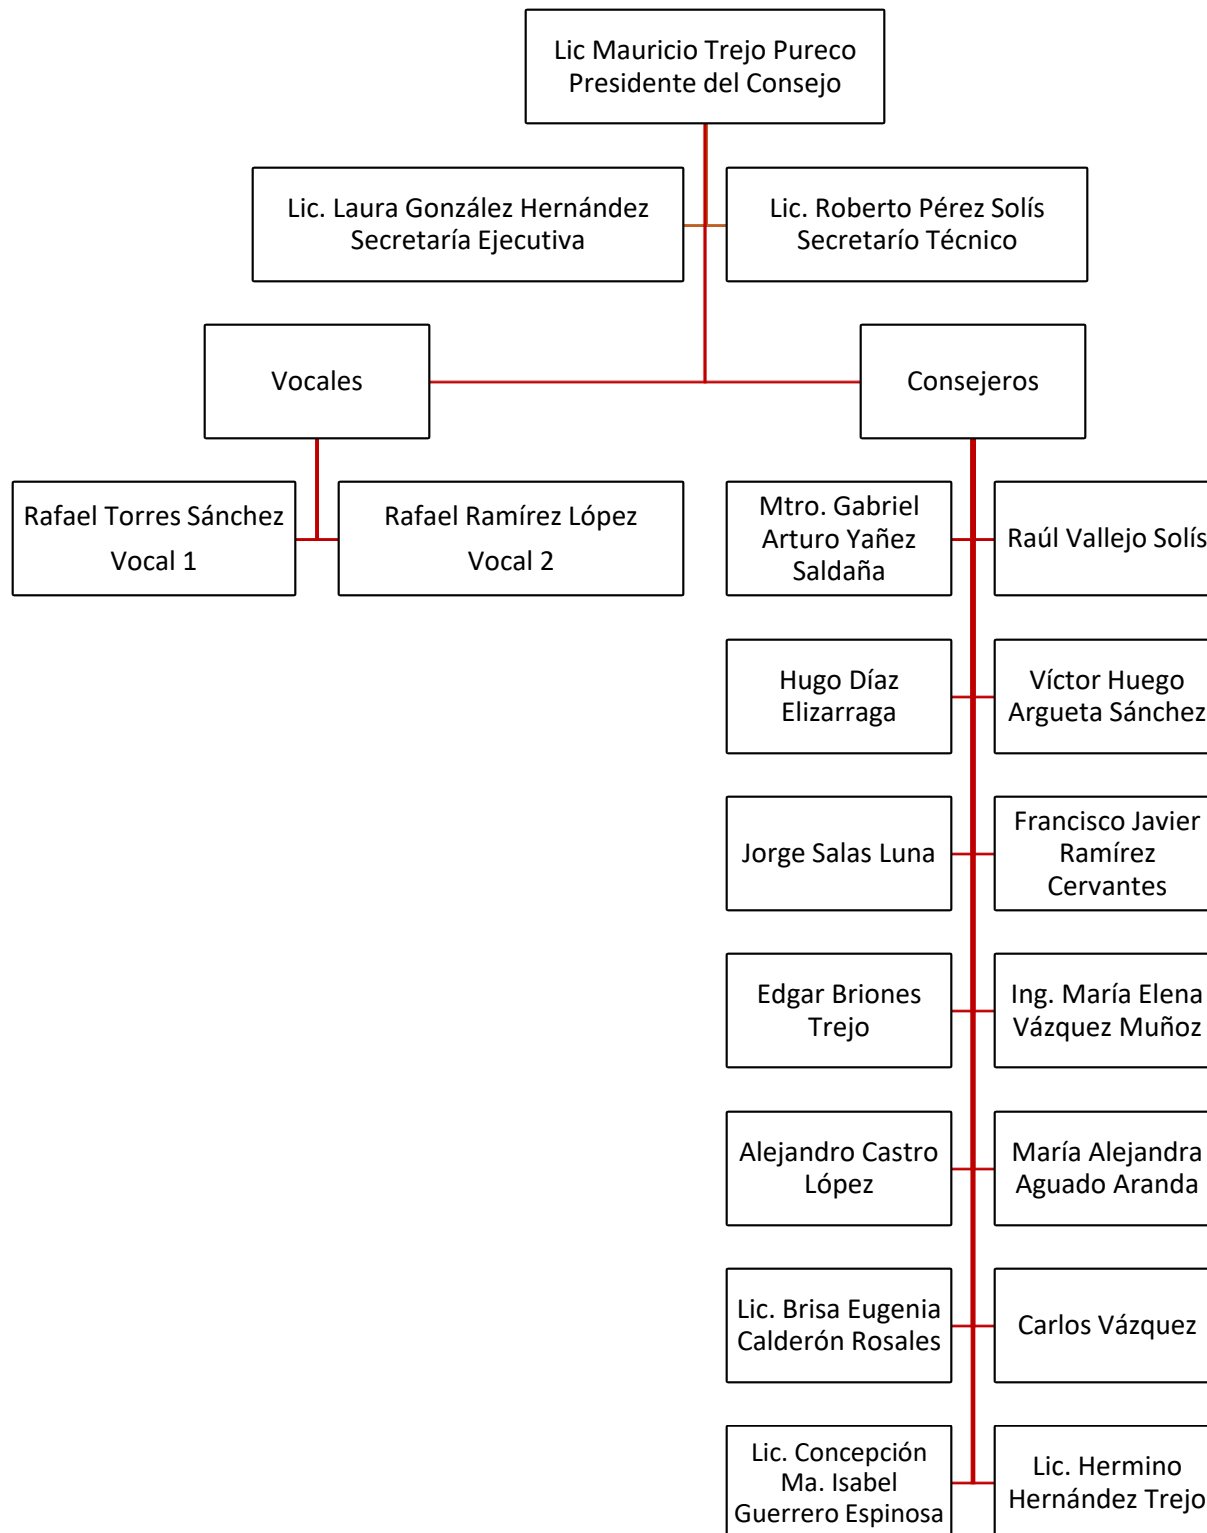 Lic Mauricio Trejo Pureco
Presidente del Consejo
Lic. Laura González Hernández
Secretaría Ejecutiva
Lic. Roberto Pérez Solís
Secretarío Técnico
Vocales
Consejeros
Rafael Torres Sánchez
Vocal 1
Rafael Ramírez López
Vocal 2
Mtro. Gabriel
Arturo Yañez
Saldaña
Raúl Vallejo Solís
Hugo Díaz
Elizarraga
Víctor Huego
Argueta Sánchez
Jorge Salas Luna
Francisco Javier
Ramírez
Cervantes
Edgar Briones
Trejo
Ing. María Elena
Vázquez Muñoz
Alejandro Castro
López
María Alejandra
Aguado Aranda
Lic. Brisa Eugenia
Calderón Rosales
Carlos Vázquez
Lic. Concepción
Ma. Isabel
Guerrero Espinosa
Lic. Hermino
Hernández Trejo